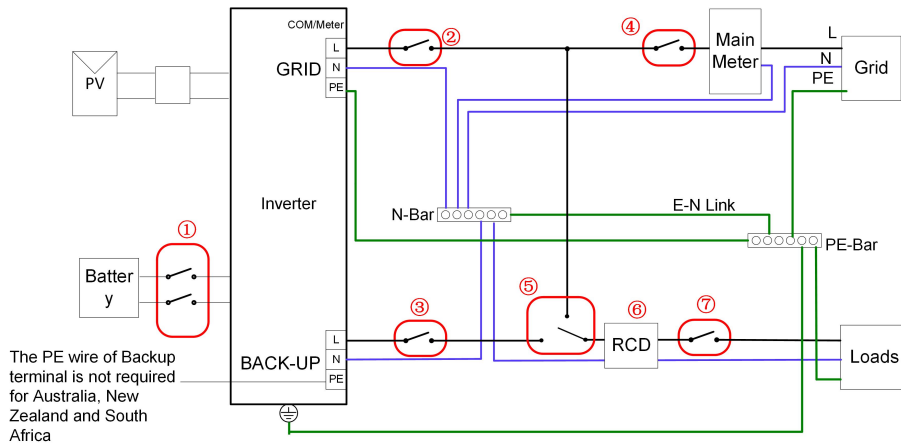 COM/Meter
L
②
④
Main
Meter
L
GRID
N
N
Grid
PE
PE
PV
Inverter
N-Bar
E-N Link
PE-Bar
①
Batter
y
⑤
③
⑥
⑦
L
RCD
BACK-UP
N
Loads
PE
The PE wire of Backup
terminal is not required
for Australia, New
Zealand and South
Africa